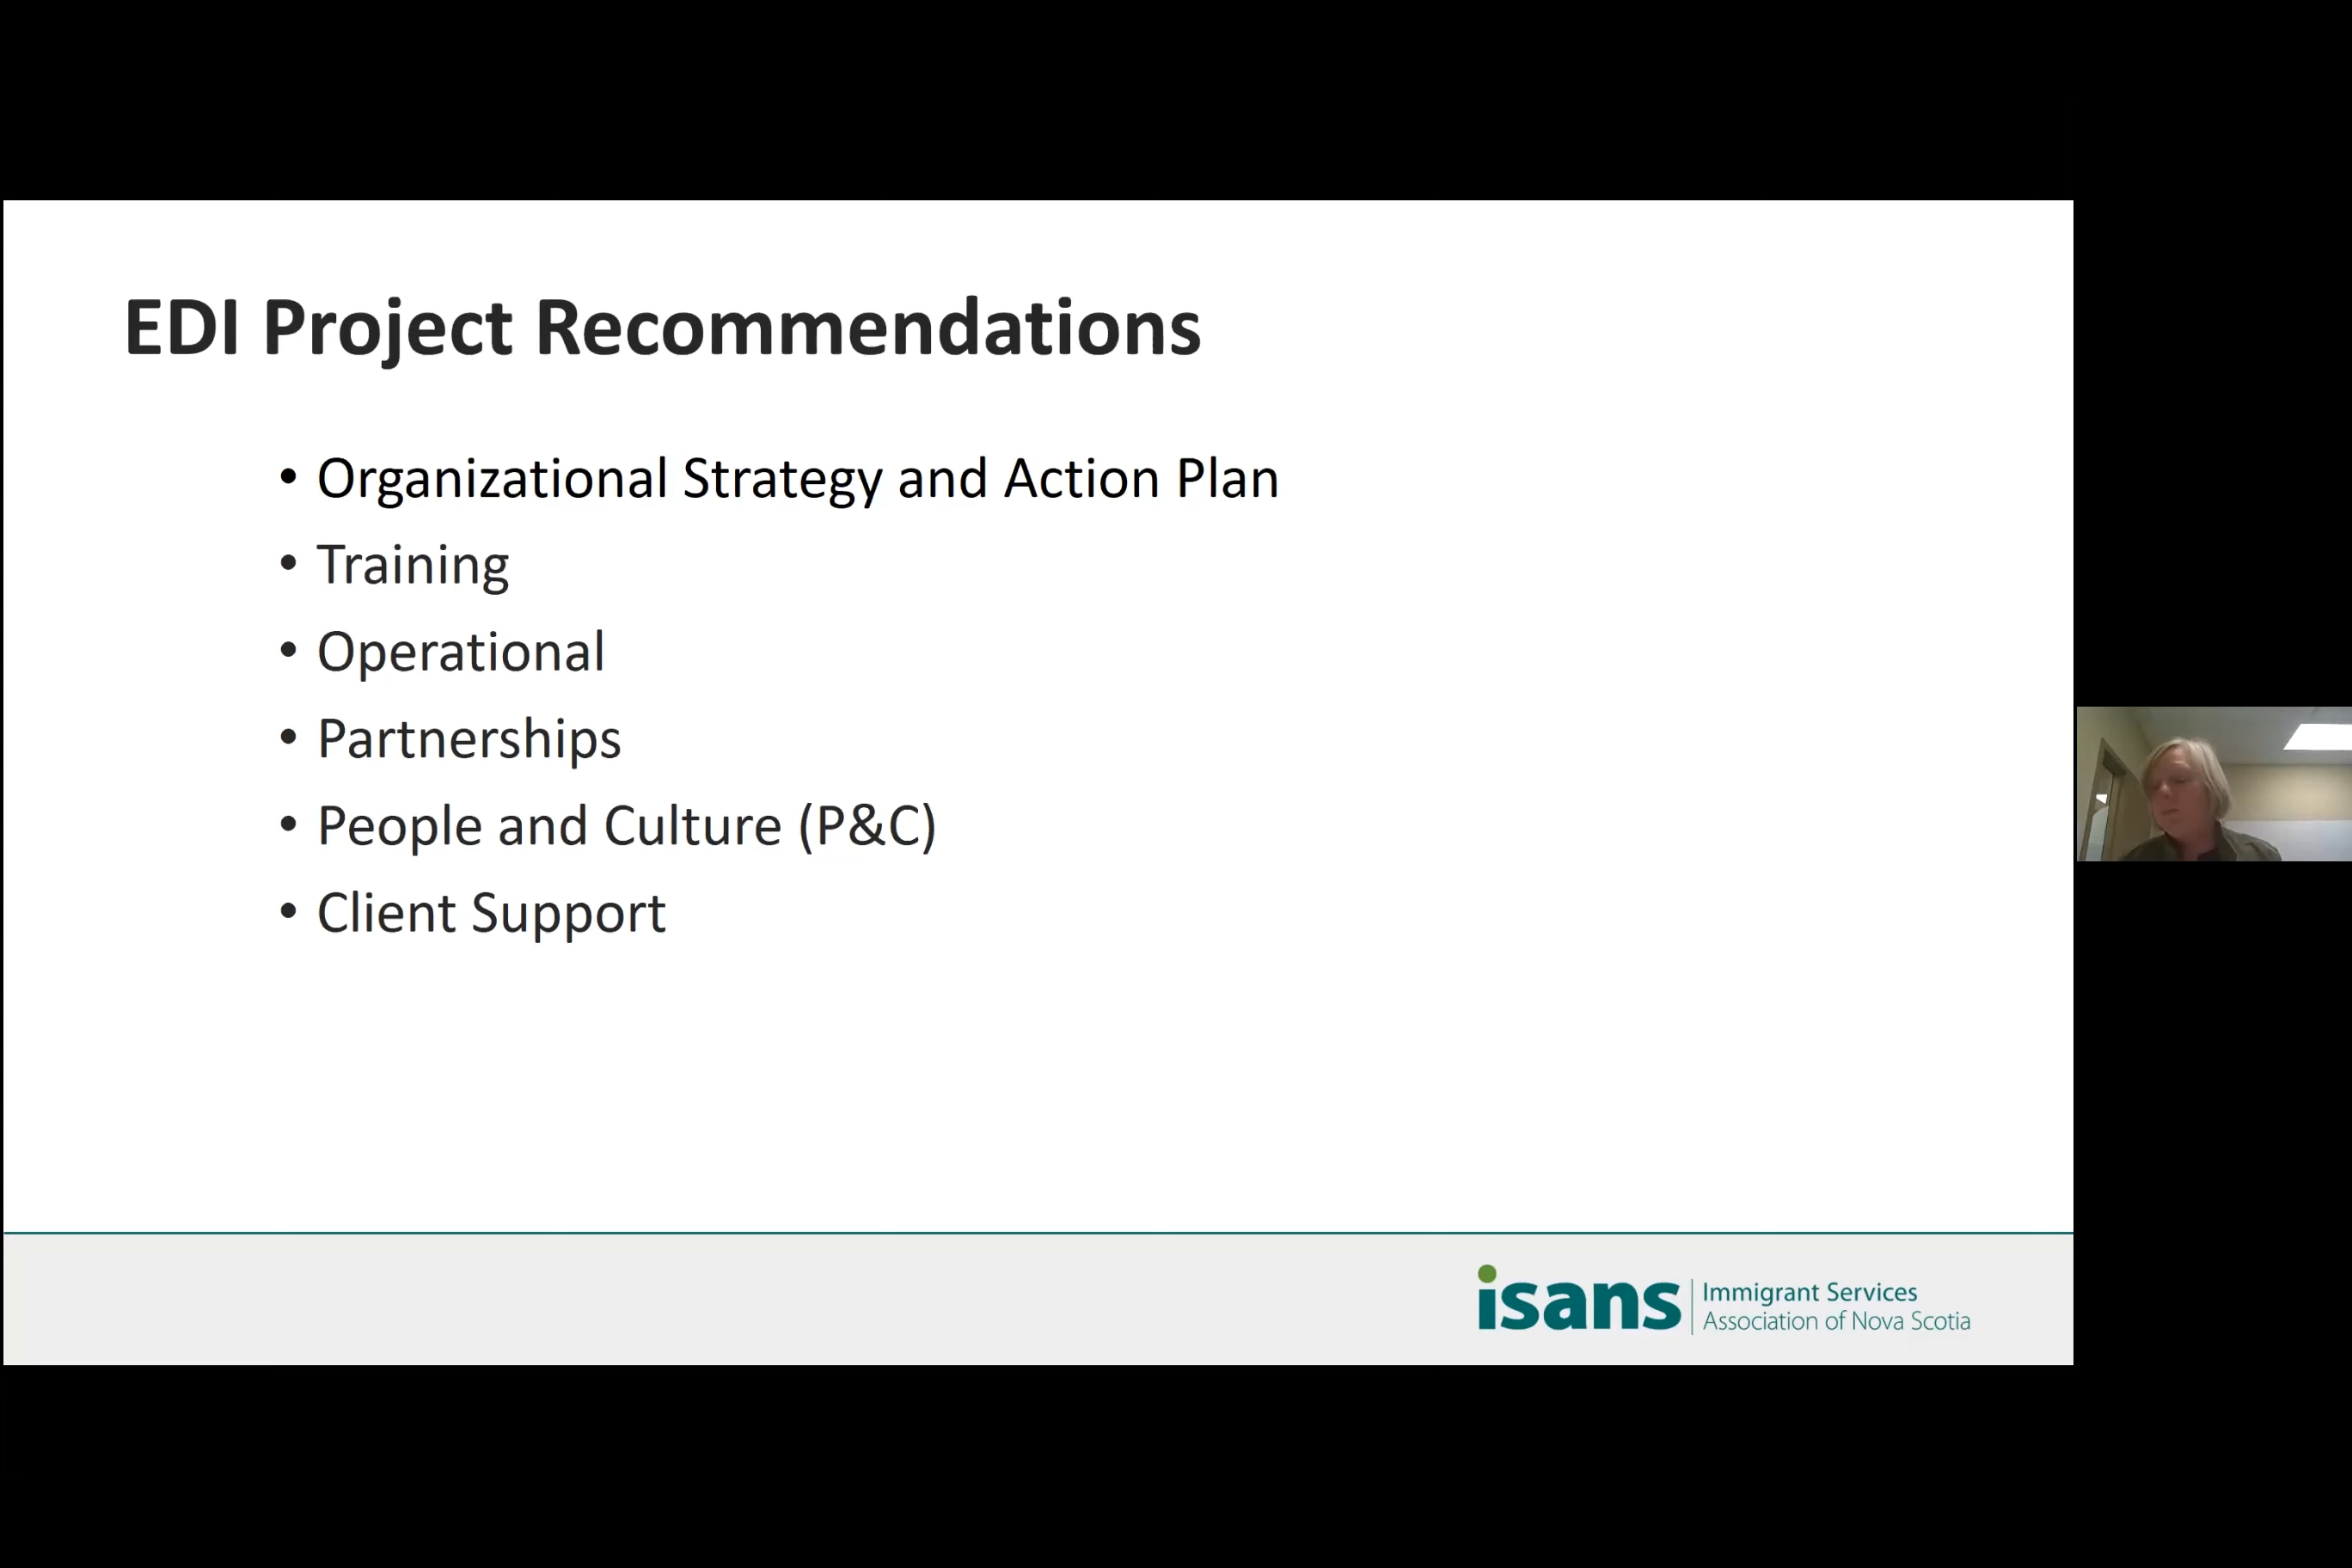 EDI Project Recommendations
• Organizational Strategy and Action Plan
• Training
• Operational
• Partnerships
• People and Culture (P&C)
• Client Support
isans
Immigrant Services
Association of Nova Scotia